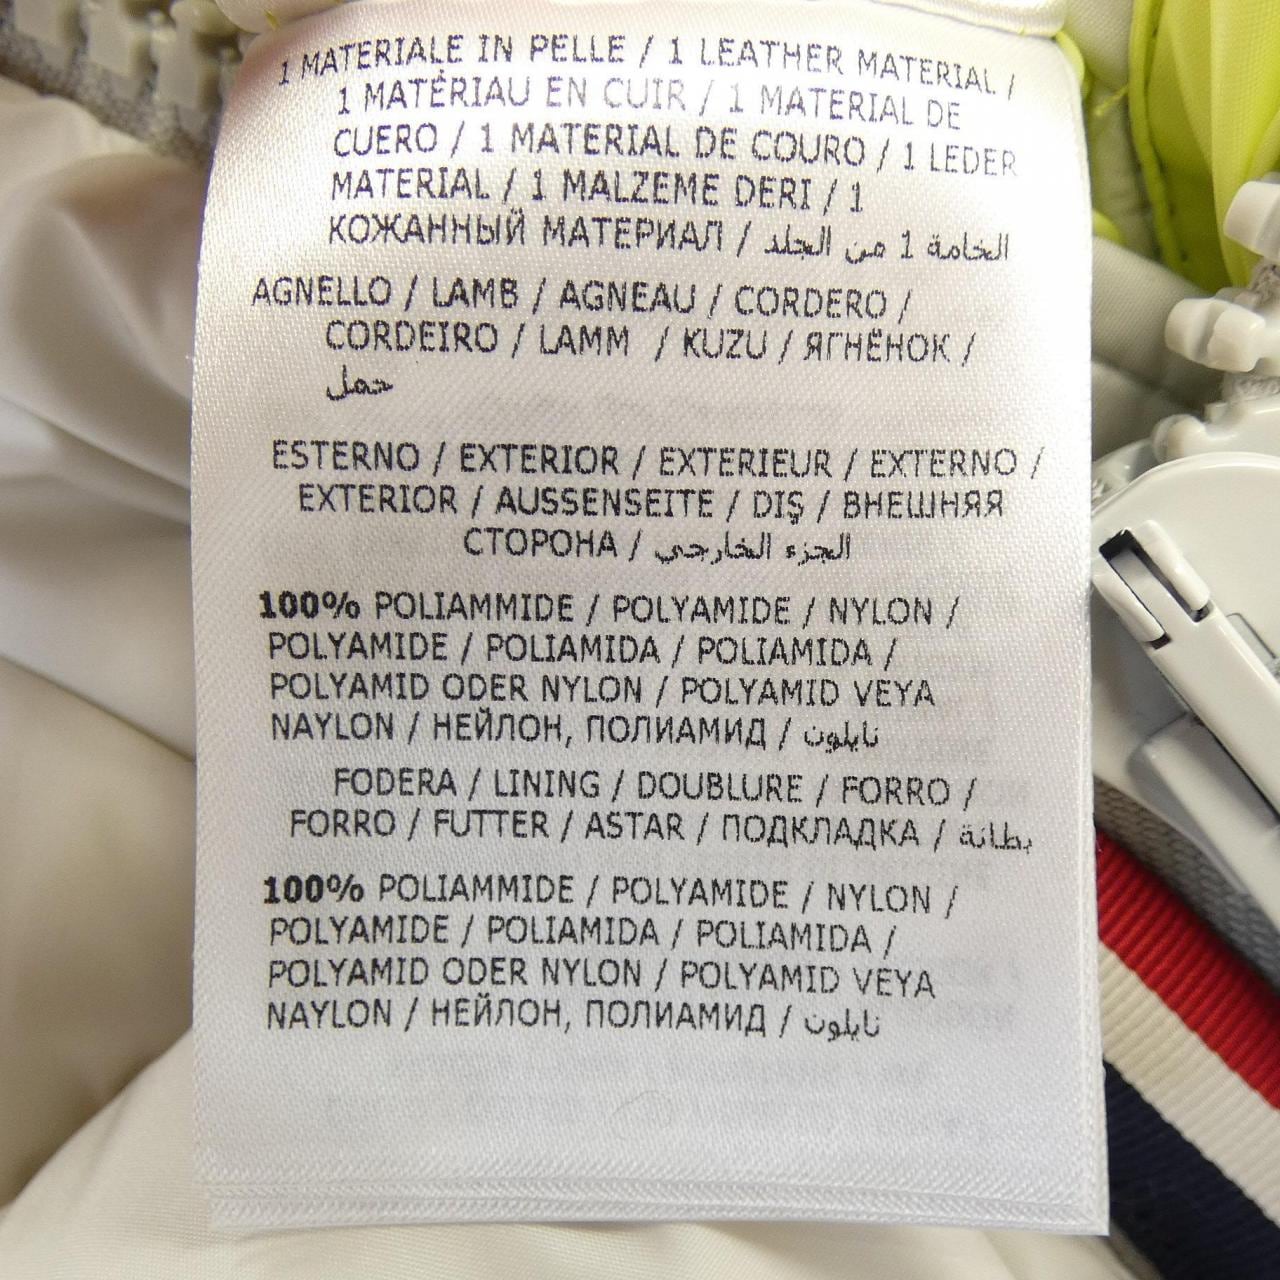 1 MATERIALE IN PELLE / 1 LEATHER MATERIAL /
1 MATÉRIAU EN CUIR / 1 MATERIAL DE
CUERO / 1 MATERIAL DE COURO / 1 LEDER
MATERIAL / 1 MALZEME DERI / 1
КОЖАННЫЙ МАТЕРИАЛ / الخامة 1 من الجلد
AGNELLO / LAMB / AGNEAU / CORDERO /
CORDEIRO / LAMM / KUZU / ЯГНЁНОК /
حمل
ESTERNO / EXTERIOR / EXTERIEUR / EXTERNO /
EXTERIOR / AUSSENSEITE / DIŞ / ВНЕШНЯЯ
СТОРОНА / الجزء الخارجي
100% POLIAMMIDE / POLYAMIDE / NYLON /
POLYAMIDE / POLIAMIDA / POLIAMIDA /
POLYAMID ODER NYLON / POLYAMID VEYA
NAYLON / НЕЙЛОН, ПОЛИАМИД / نايلون
FODERA / LINING / DOUBLURE / FORRO /
FORRO / FUTTER / ASTAR / ПОДКЛАДКА / بطانة
100% POLIAMMIDE / POLYAMIDE / NYLON /
POLYAMIDE / POLIAMIDA / POLIAMIDA /
POLYAMID ODER NYLON / POLYAMID VEYA
NAYLON / НЕЙЛОН, ПОЛИАМИД / نايلون